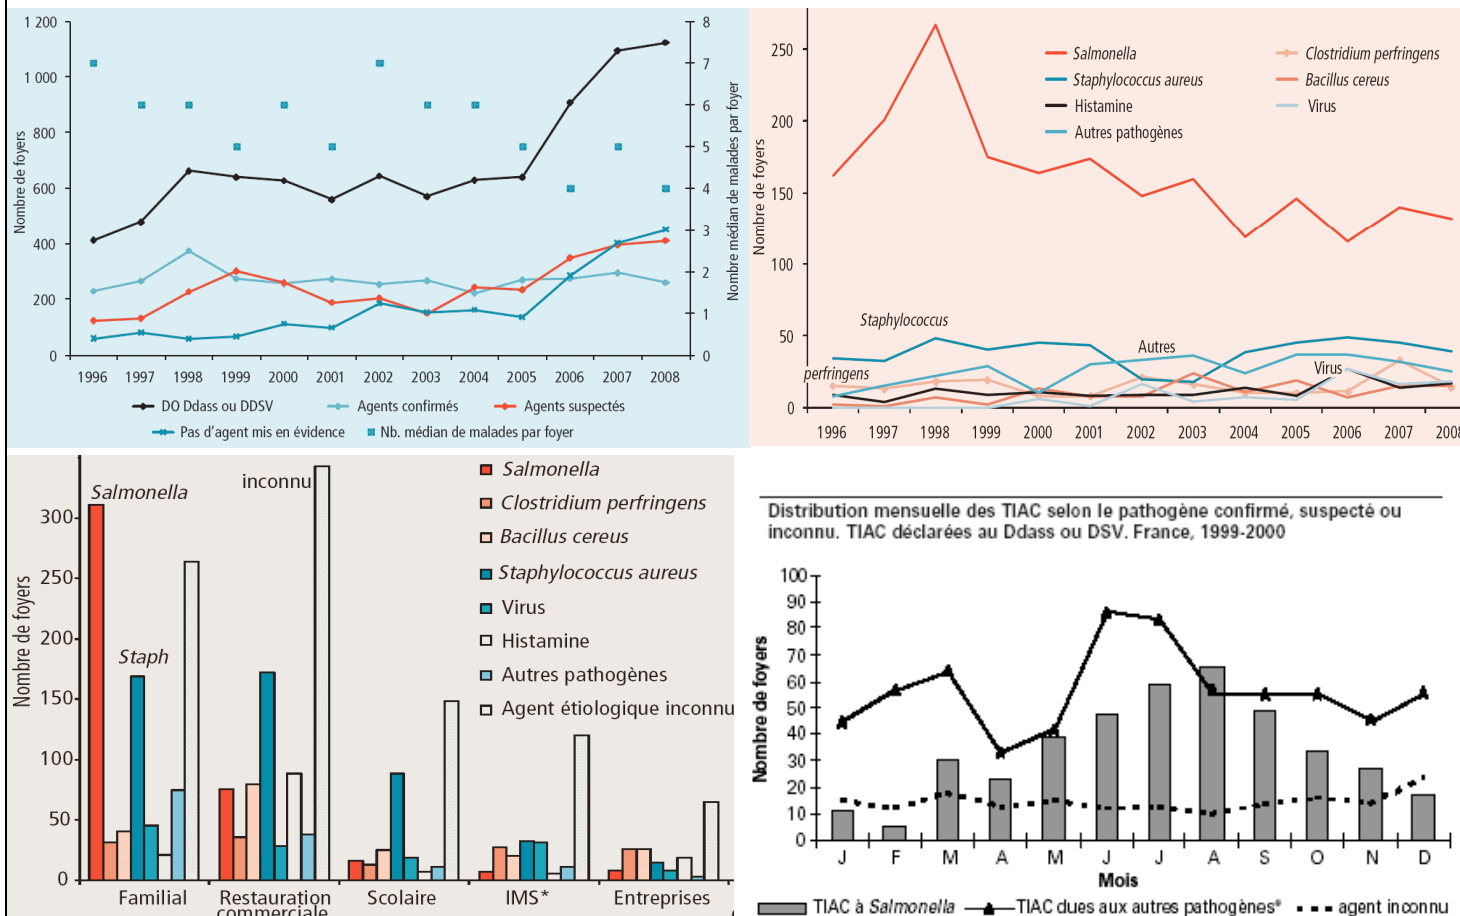 1 200
1 000
800
600
400
200
0
Nombre de foyers
8
7
6
5
4
3
2
1
0
Nombre médian de malades par foyer
1996 1997 1998 1999 2000 2001 2002 2003 2004 2005 2006 2007 2008
DO Ddass ou DDSV Agents confirmés Agents suspectés
Pas d'agent mis en évidence Nb. médian de malades par foyer
250
200
150
100
50
0
Nombre de foyers
Salmonella Clostridium perfringens
Staphylococcus aureus Bacillus cereus
Histamine Virus
Autres pathogènes
Staphylococcus
Autres
Virus
perfringens
1996 1997 1998 1999 2000 2001 2002 2003 2004 2005 2006 2007 2008
300
250
200
150
100
50
0
Nombre de foyers
Salmonella
inconnu
Staph
Salmonella
Clostridium perfringens
Bacillus cereus
Staphylococcus aureus
Virus
Histamine
Autres pathogènes
Agent étiologique inconnu
Familial Restauration Scolaire IMS* Entreprises
commerciale
Distribution mensuelle des TIAC selon le pathogène confirmé, suspecté ou
inconnu. TIAC déclarées au Ddass ou DSV. France, 1999-2000
100
90
80
70
60
50
40
30
20
10
0
Nombre de foyers
J F M A M J J A S O N D
Mois
TIAC à Salmonella TIAC dues aux autres pathogènes* agent inconnu